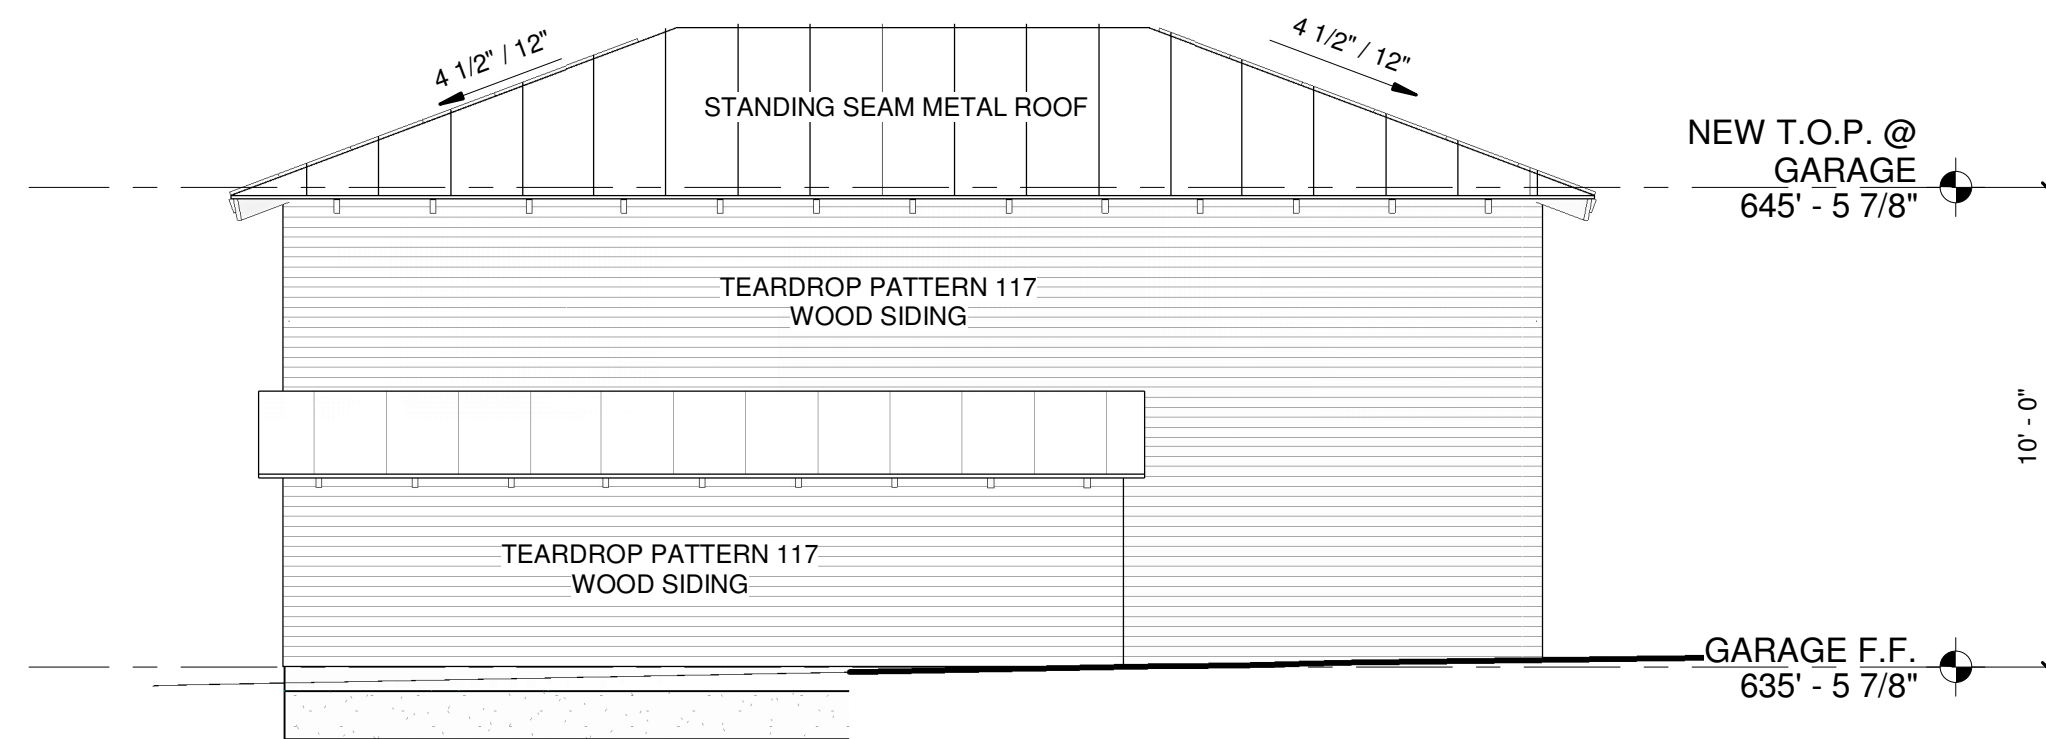 4 1/2" / 12"
4 1/2" / 12"
STANDING SEAM METAL ROOF
NEW T.O.P. @
GARAGE
645' - 5 7/8"
TEARDROP PATTERN 117
WOOD SIDING
10' - 0"
TEARDROP PATTERN 117
WOOD SIDING
GARAGE F.F.
635' - 5 7/8"